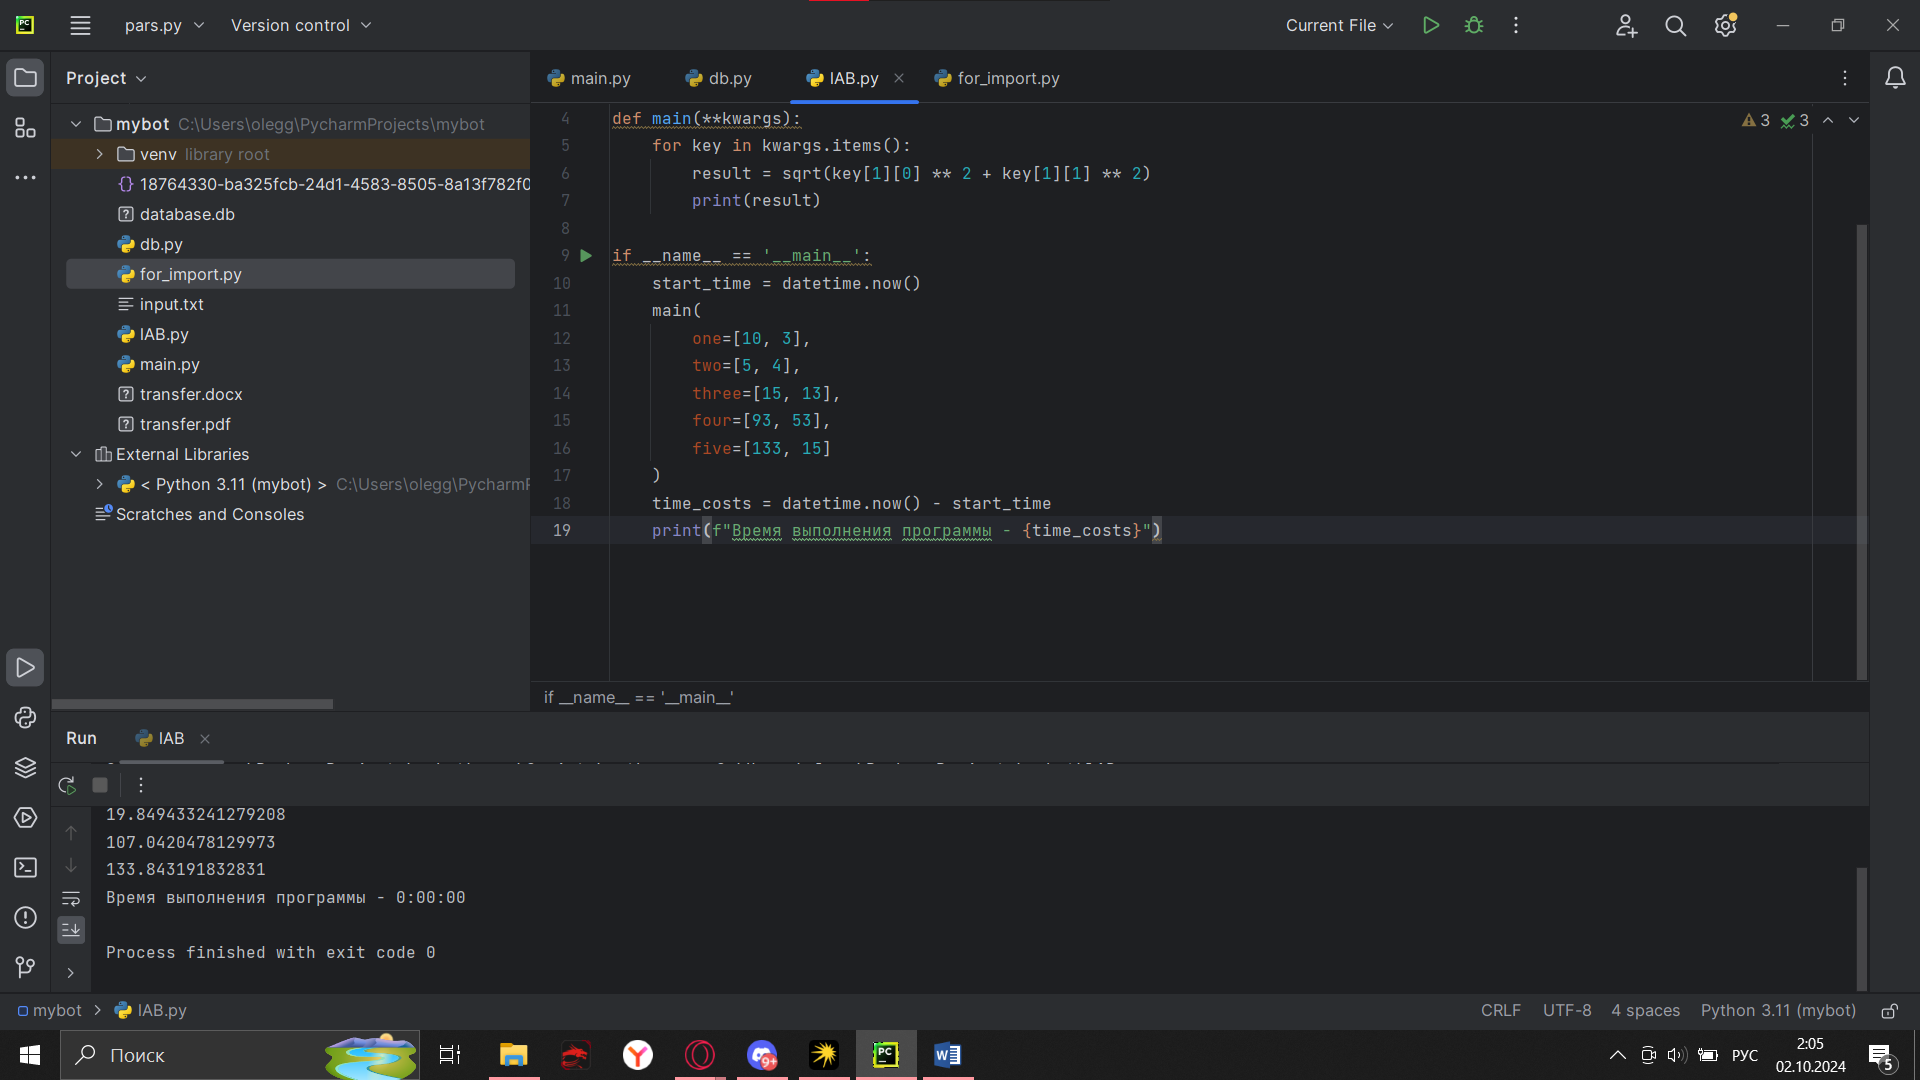 pars.py
Version control
Current File
Project
main.py
db.py
IAB.py
for_import.py
mybot C:\Users\olegg\PycharmProjects\mybot
venv library root
18764330-ba325fcb-24d1-4583-8505-8a13f782f0
database.db
db.py
for_import.py
input.txt
IAB.py
main.py
transfer.docx
transfer.pdf
External Libraries
< Python 3.11 (mybot) > C:\Users\olegg\Pycharm
Scratches and Consoles
3 3
4 def main(**kwargs):
5 for key in kwargs.items():
6 result = sqrt(key[1][0] ** 2 + key[1][1] ** 2)
7 print(result)
8
9 if __name__ == '__main__':
10 start_time = datetime.now()
11 main(
12 one=[10, 3],
13 two=[5, 4],
14 three=[15, 13],
15 four=[93, 53],
16 five=[133, 15]
17 )
18 time_costs = datetime.now() - start_time
19 print(f"Время выполнения программы - {time_costs}")
if __name__ == '__main__'
Run
IAB
19.849433241279208
107.0420478129973
133.843191832831
Время выполнения программы - 0:00:00
Process finished with exit code 0
mybot > IAB.py
CRLF UTF-8 4 spaces Python 3.11 (mybot)
Поиск
9+
PC
W
РУС
2:05
02.10.2024
5